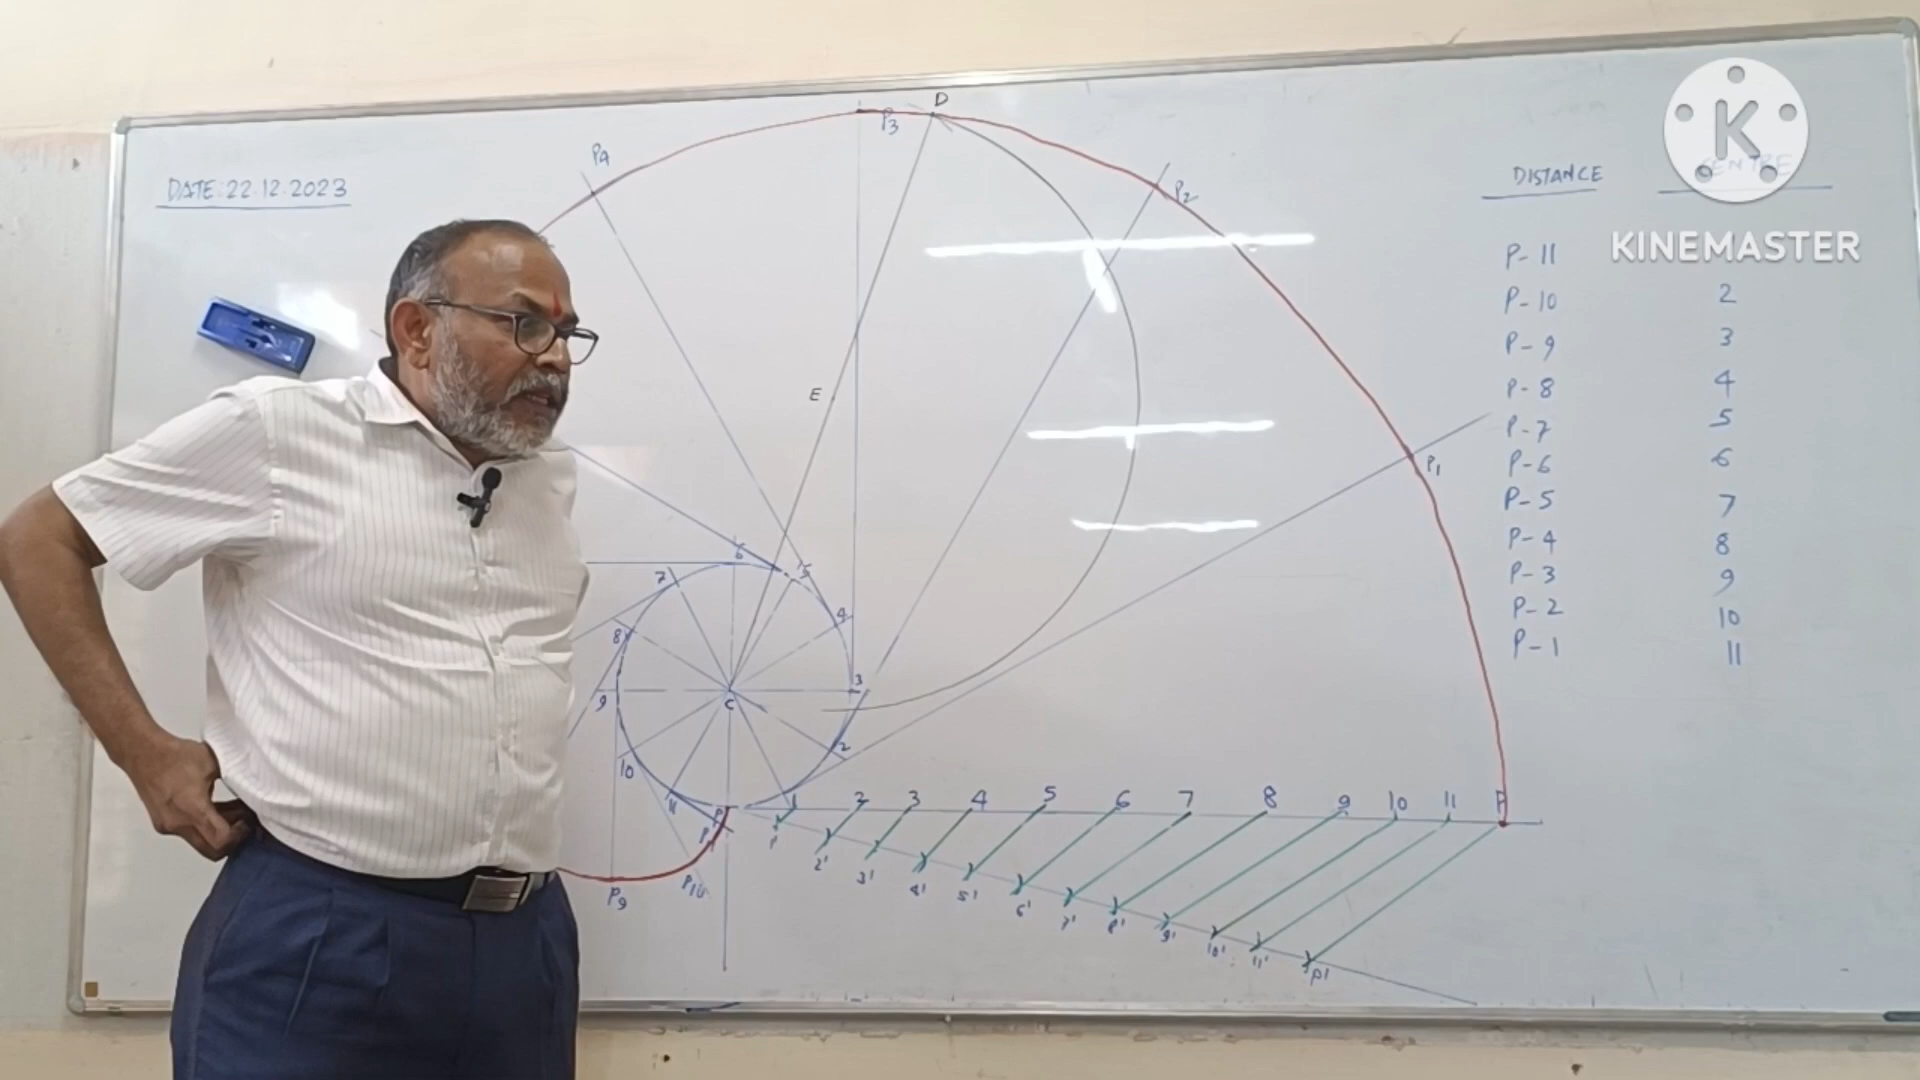 DATE: 22.12.2023
D
P3
P4
P2
E
P1
6
7
5
4
8
3
9
C
2
10
11
P
1 2 3 4 5 6 7 8 9 10 11 P
1' 2' 3' 4' 5' 6' 7' 8' 9' 10' 11' P'
P9
P10
DISTANCE CENTRE
P-11
P-10 2
P-9 3
P-8 4
P-7 5
P-6 6
P-5 7
P-4 8
P-3 9
P-2 10
P-1 11
K
KINEMASTER